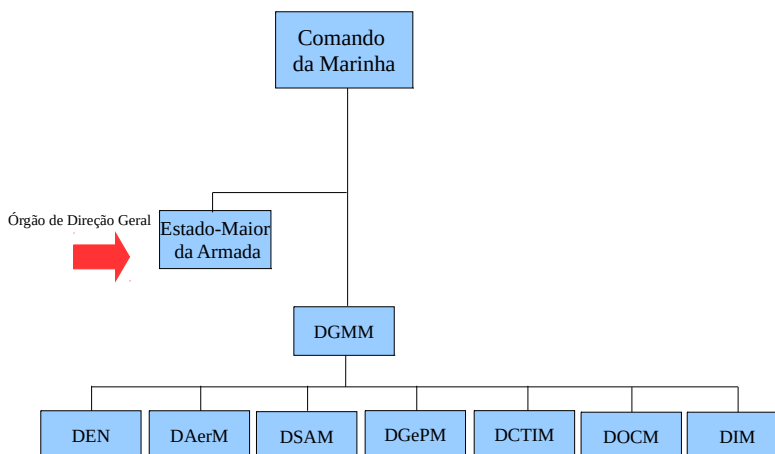 Comando
da Marinha
Órgão de Direção Geral
Estado-Maior
da Armada
DGMM
DEN DAerM DSAM DGePM DCTIM DOCM DIM